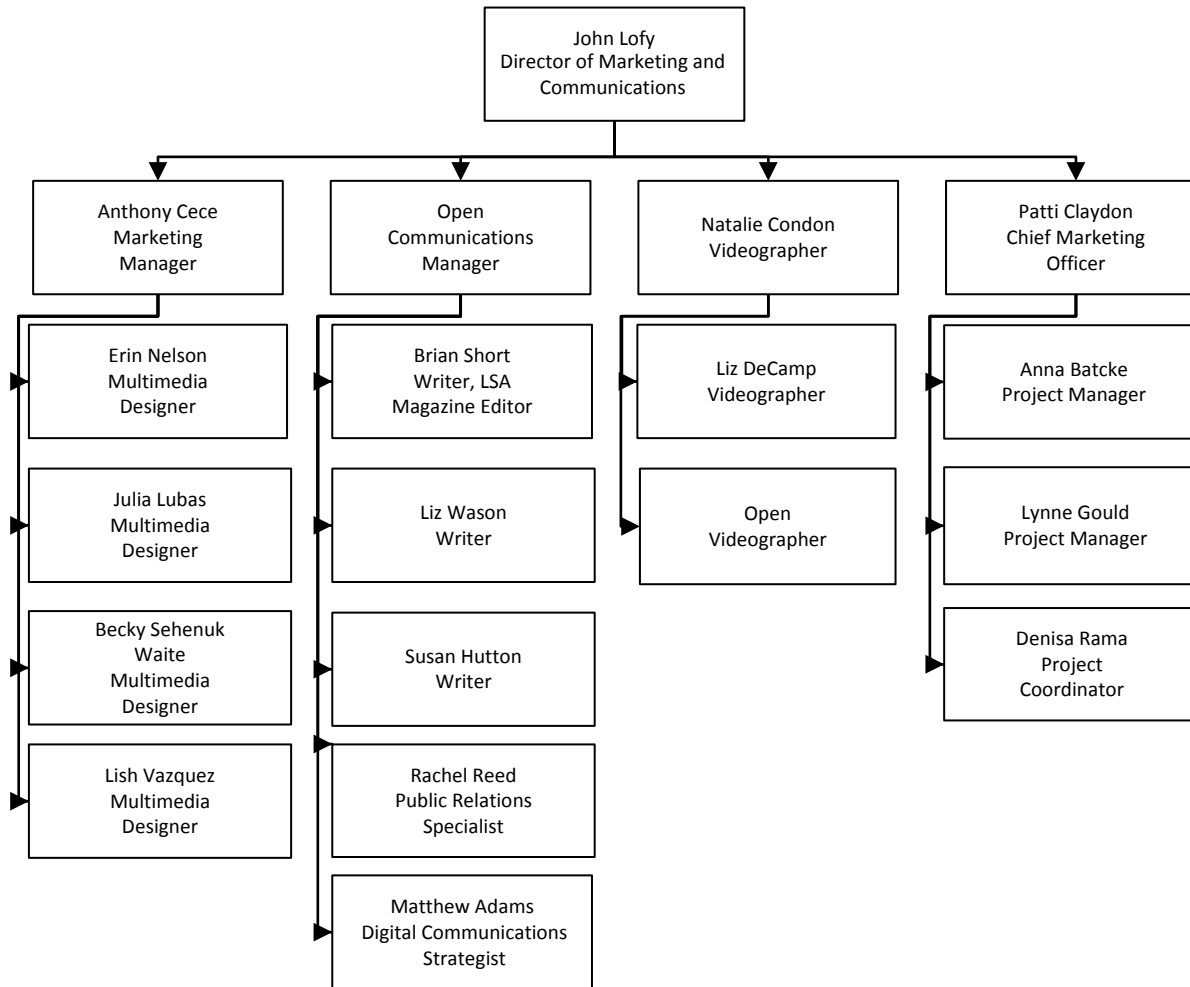 John Lofy
Director of Marketing and
Communications
Anthony Cece
Marketing
Manager
Open
Communications
Manager
Natalie Condon
Videographer
Patti Claydon
Chief Marketing
Officer
Erin Nelson
Multimedia
Designer
Julia Lubas
Multimedia
Designer
Becky Sehenuk
Waite
Multimedia
Designer
Lish Vazquez
Multimedia
Designer
Brian Short
Writer, LSA
Magazine Editor
Liz Wason
Writer
Susan Hutton
Writer
Rachel Reed
Public Relations
Specialist
Matthew Adams
Digital Communications
Strategist
Liz DeCamp
Videographer
Open
Videographer
Anna Batcke
Project Manager
Lynne Gould
Project Manager
Denisa Rama
Project
Coordinator